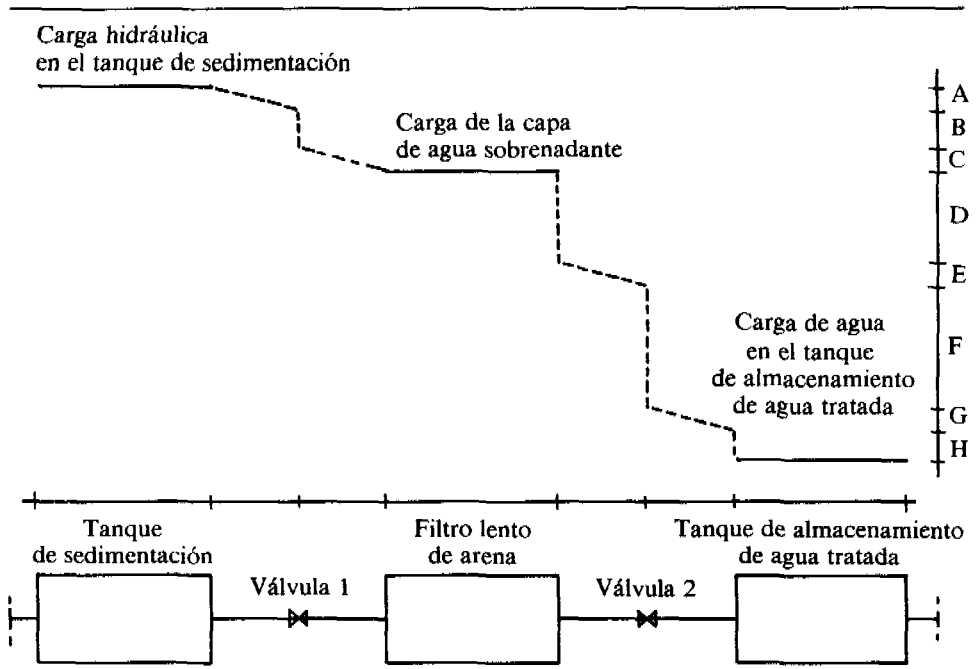 Carga hidráulica
en el tanque de sedimentación
Carga de la capa
de agua sobrenadante
Carga de agua
en el tanque
de almacenamiento
de agua tratada
A
B
C
D
E
F
G
H
Tanque
de sedimentación
Filtro lento
de arena
Tanque de almacenamiento
de agua tratada
Válvula 1
Válvula 2